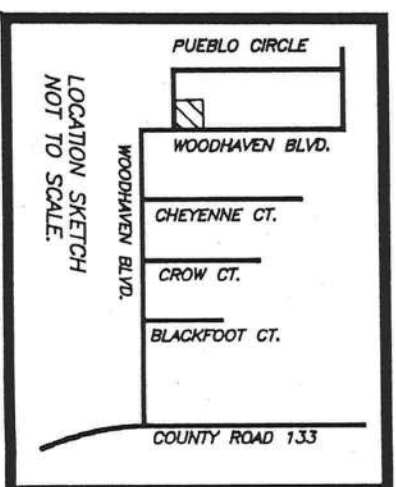 PUEBLO CIRCLE
LOCATION SKETCH
NOT TO SCALE.
WOODHAVEN BLVD.
WOODHAVEN BLVD.
CHEYENNE CT.
CROW CT.
BLACKFOOT CT.
COUNTY ROAD 133